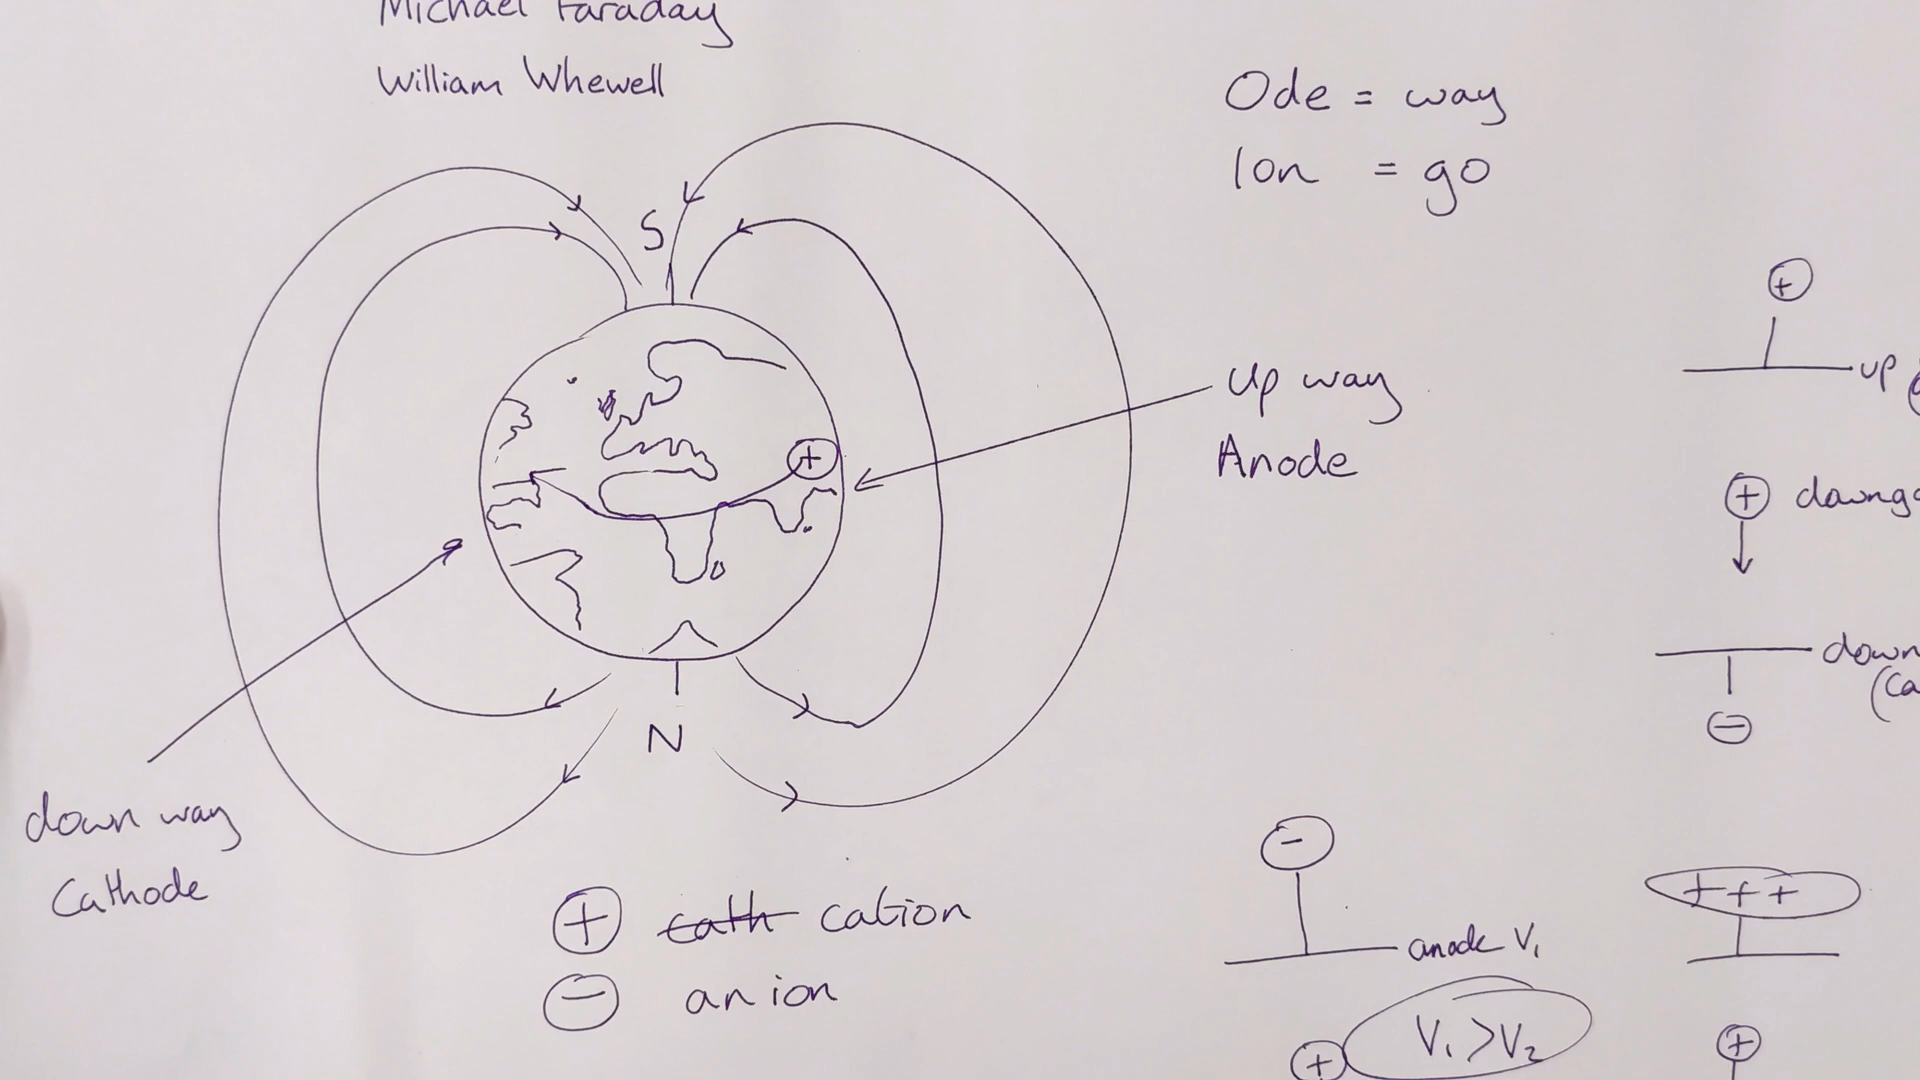 Michael Faraday
William Whewell
Ode = way
Ion = go
S
N
+
up way
Anode
down way
Cathode
+ cath cation
- anion
+
up
+
down
-
-
anode V1
+ V1 > V2
+++
+